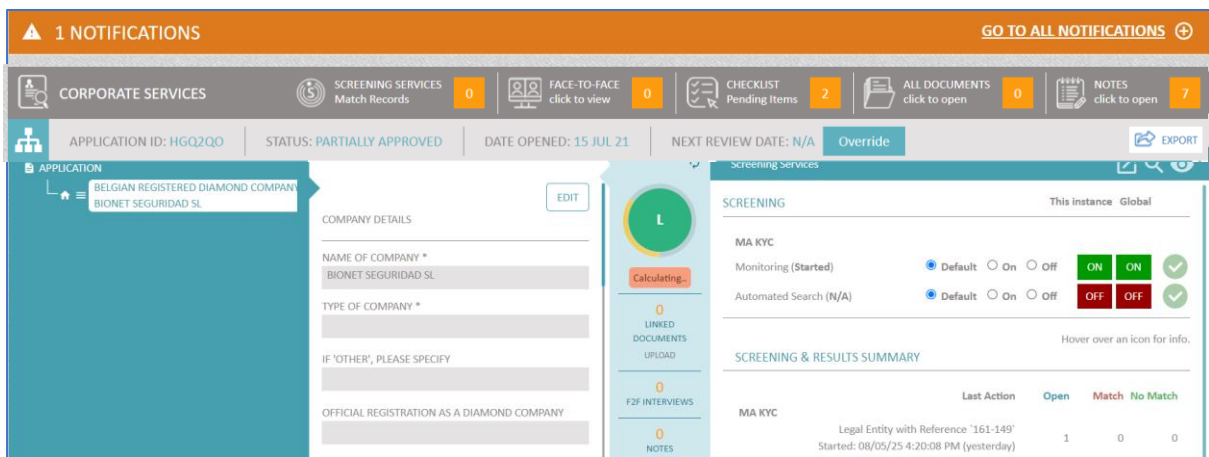 1 NOTIFICATIONS
GO TO ALL NOTIFICATIONS
CORPORATE SERVICES
SCREENING SERVICES
Match Records
0
FACE-TO-FACE
click to view
0
CHECKLIST
Pending Items
2
ALL DOCUMENTS
click to open
0
NOTES
click to open
7
APPLICATION ID: HGQ2QO
STATUS: PARTIALLY APPROVED
DATE OPENED: 15 JUL 21
NEXT REVIEW DATE: N/A
Override
EXPORT
APPLICATION
BELGIAN REGISTERED DIAMOND COMPANY
BIONET SEGURIDAD SL
EDIT
COMPANY DETAILS
NAME OF COMPANY *
BIONET SEGURIDAD SL
TYPE OF COMPANY *
IF 'OTHER', PLEASE SPECIFY
OFFICIAL REGISTRATION AS A DIAMOND COMPANY
L
Calculating...
0
LINKED
DOCUMENTS
UPLOAD
0
F2F INTERVIEWS
0
NOTES
Screening Services
SCREENING This instance Global
MA KYC
Monitoring (Started) Default On Off ON ON
Automated Search (N/A) Default On Off OFF OFF
Hover over an icon for info.
SCREENING & RESULTS SUMMARY
Last Action Open Match No Match
MA KYC
Legal Entity with Reference `161-149`
Started: 08/05/25 4:20:08 PM (yesterday)
1 0 0